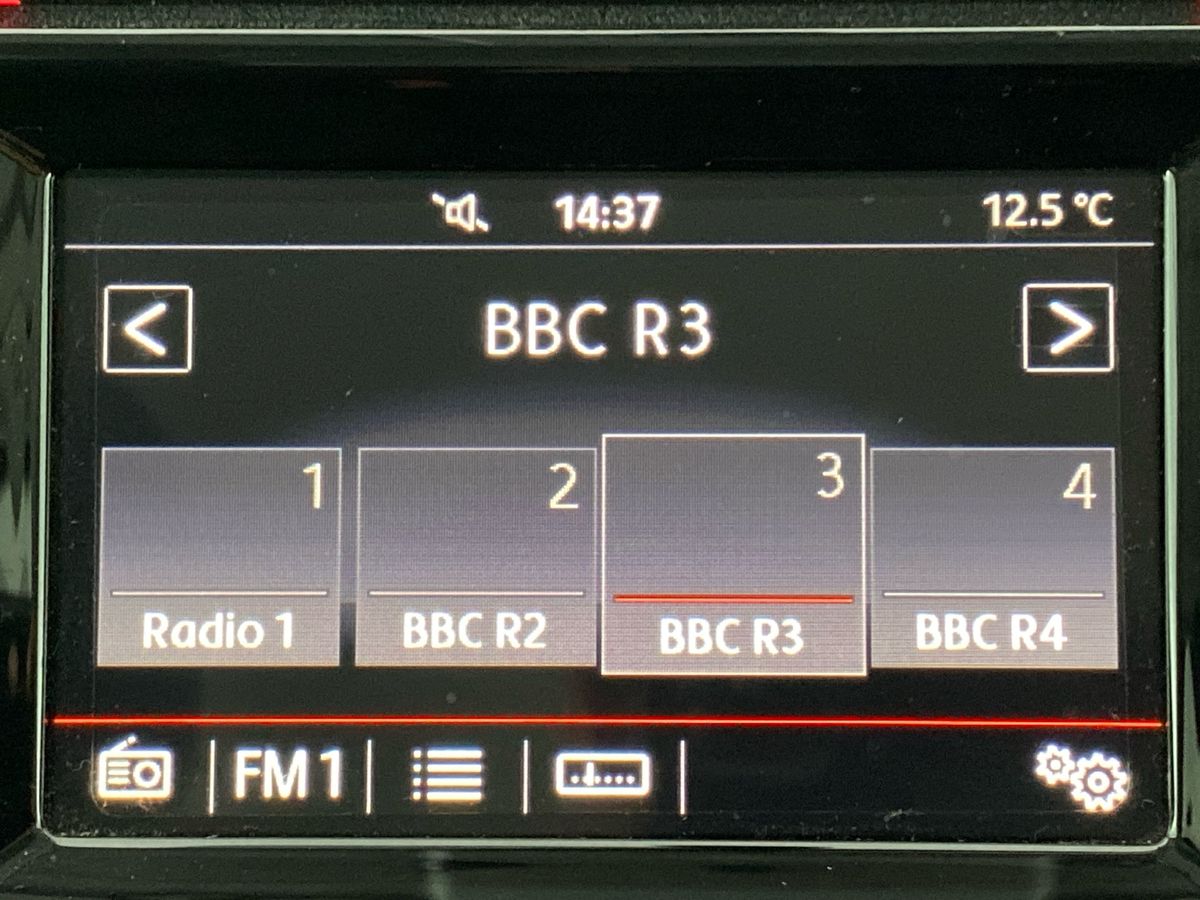 14:37 12.5 °C
< BBC R3 >
1 2 3 4
Radio 1 BBC R2 BBC R3 BBC R4
FM 1